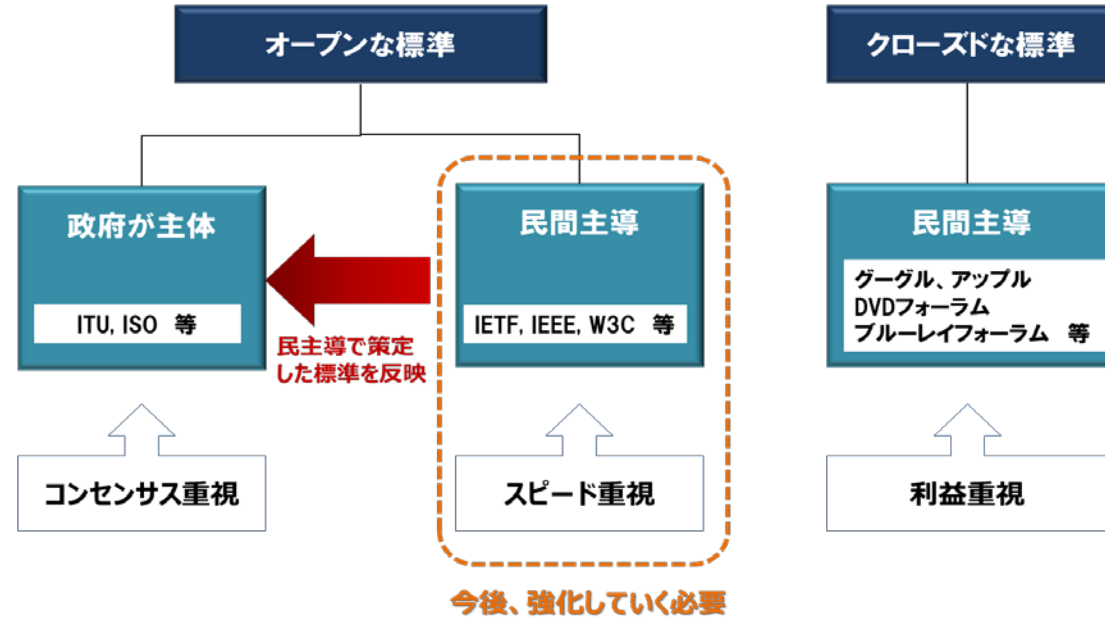 オープンな標準
クローズドな標準
政府が主体
ITU, ISO 等
民主導で策定
した標準を反映
民間主導
IETF, IEEE, W3C 等
民間主導
グーグル、アップル
DVDフォーラム
ブルーレイフォーラム 等
コンセンサス重視
スピード重視
利益重視
今後、強化していく必要